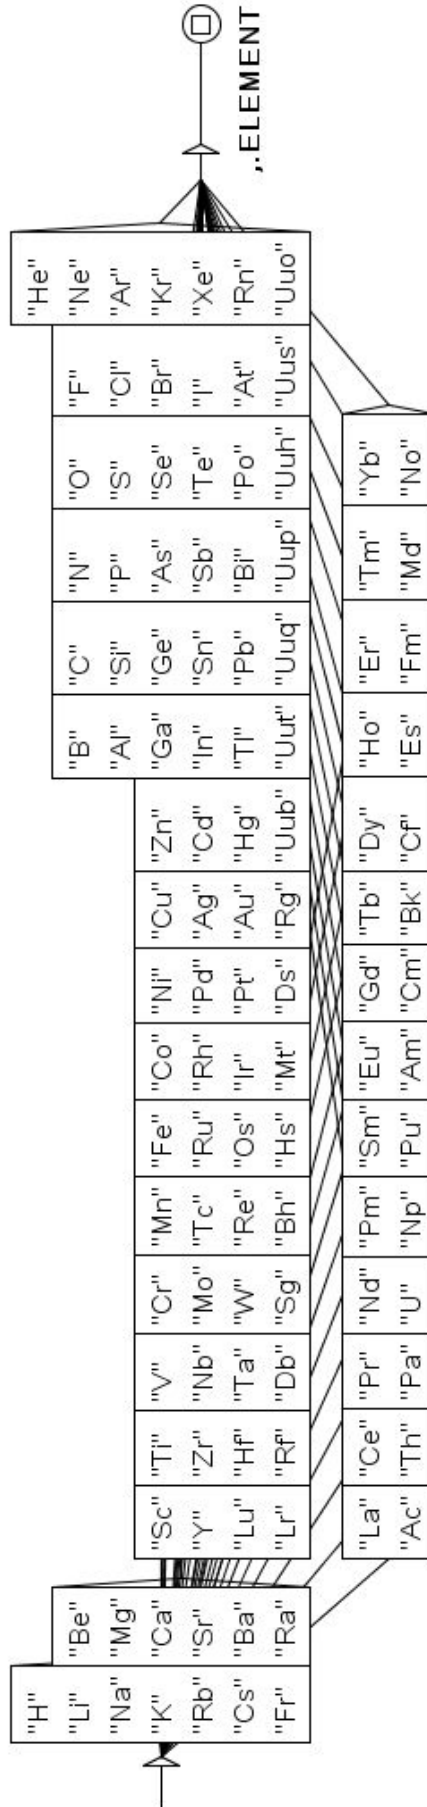 "H" "He"
"Li" "Be" "B" "C" "N" "O" "F" "Ne"
"Na" "Mg" "Al" "Si" "P" "S" "Cl" "Ar"
"K" "Ca" "Sc" "Ti" "V" "Cr" "Mn" "Fe" "Co" "Ni" "Cu" "Zn" "Ga" "Ge" "As" "Se" "Br" "Kr"
"Rb" "Sr" "Y" "Zr" "Nb" "Mo" "Tc" "Ru" "Rh" "Pd" "Ag" "Cd" "In" "Sn" "Sb" "Te" "I" "Xe"
"Cs" "Ba" "Lu" "Hf" "Ta" "W" "Re" "Os" "Ir" "Pt" "Au" "Hg" "Tl" "Pb" "Bi" "Po" "At" "Rn"
"Fr" "Ra" "Lr" "Rf" "Db" "Sg" "Bh" "Hs" "Mt" "Ds" "Rg" "Uub" "Uut" "Uuq" "Uup" "Uuh" "Uus" "Uuo"
,.ELEMENT
"La" "Ce" "Pr" "Nd" "Pm" "Sm" "Eu" "Gd" "Tb" "Dy" "Ho" "Er" "Tm" "Yb"
"Ac" "Th" "Pa" "U" "Np" "Pu" "Am" "Cm" "Bk" "Cf" "Es" "Fm" "Md" "No"